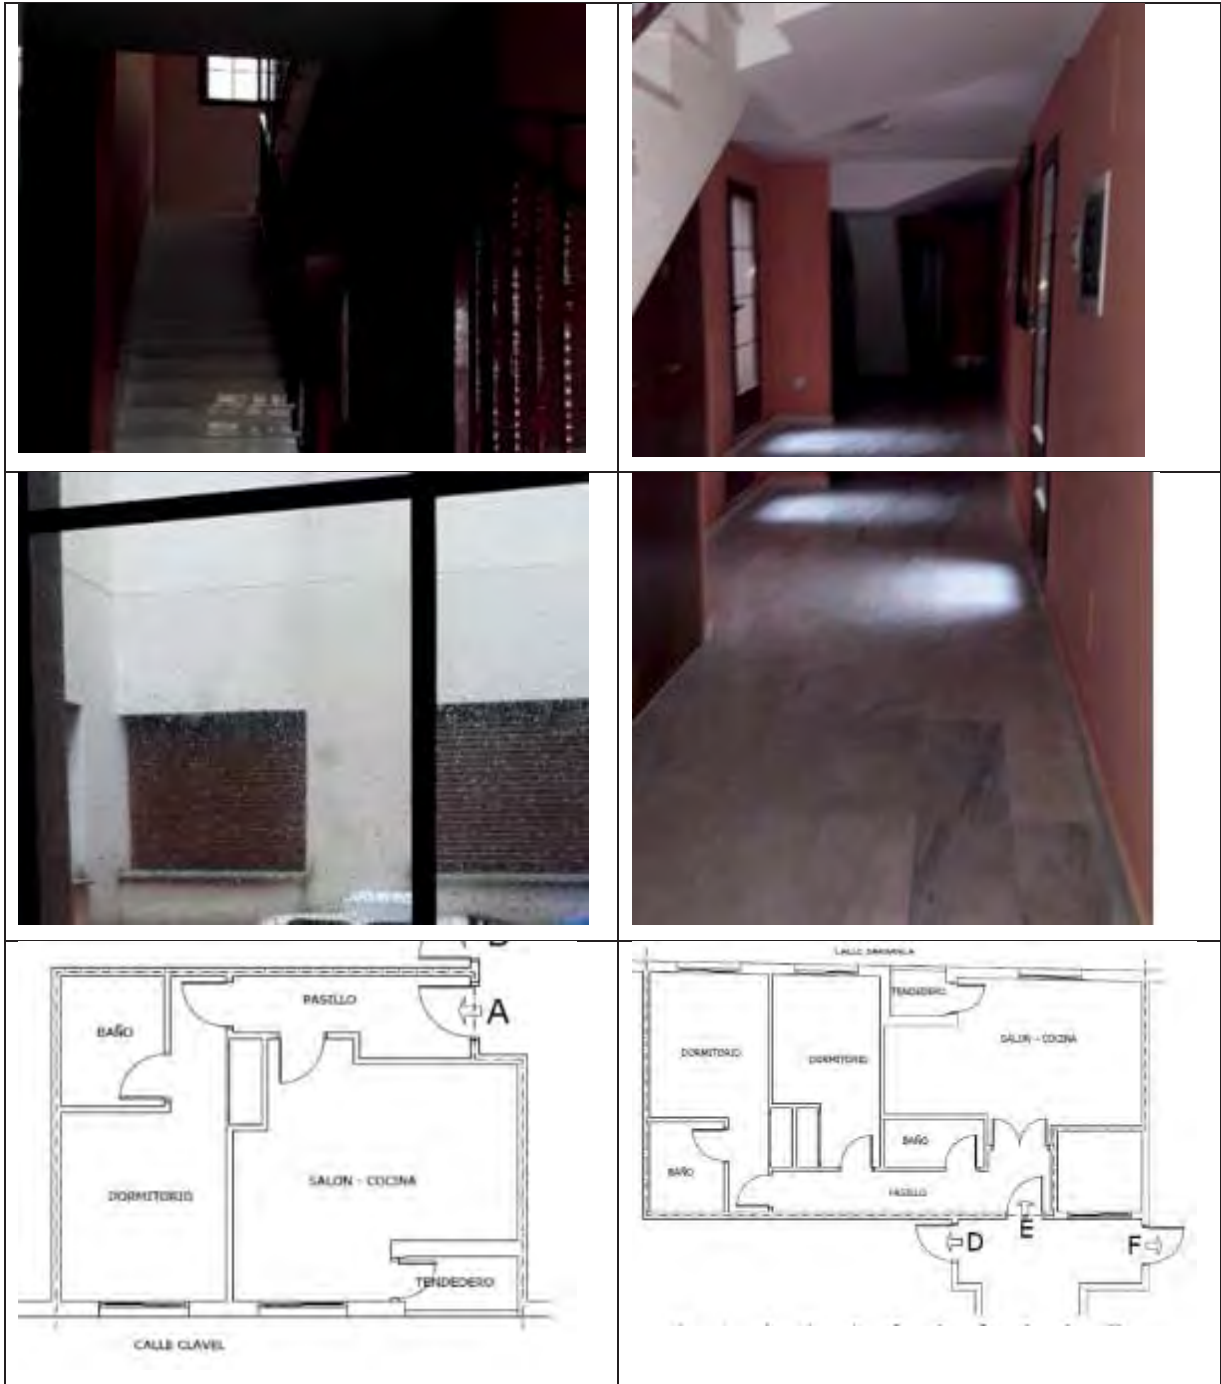 PASILLO
A
BAÑO
DORMITORIO
SALON - COCINA
TENDEDERO
CALLE CLAVEL
TENDEDERO
SALON - COCINA
DORMITORIO
DORMITORIO
BAÑO
BAÑO
PASILLO
D
E
F